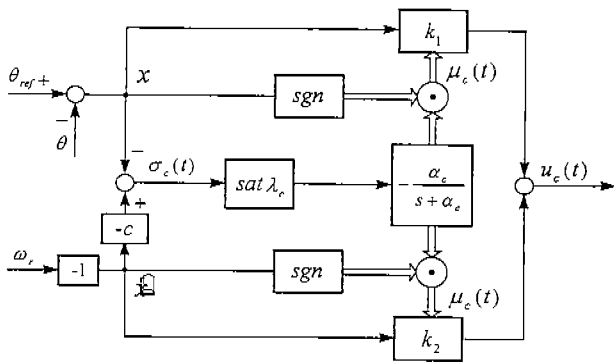 k₁
θ_ref +
x
μ_c(t)
sgn
−
θ
−
σ_c(t)
sat λ_c
−α_c/(s + α_c)
u_c(t)
+
-c
ω_r
-1
sgn
μ_c(t)
k₂